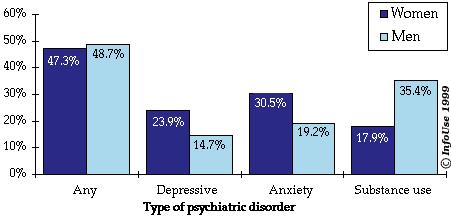 60%
50%
40%
30%
20%
10%
0%
Women
Men
47.3%
48.7%
23.9%
14.7%
30.5%
19.2%
17.9%
35.4%
Any
Depressive
Anxiety
Substance use
Type of psychiatric disorder
© InfoUse 1999